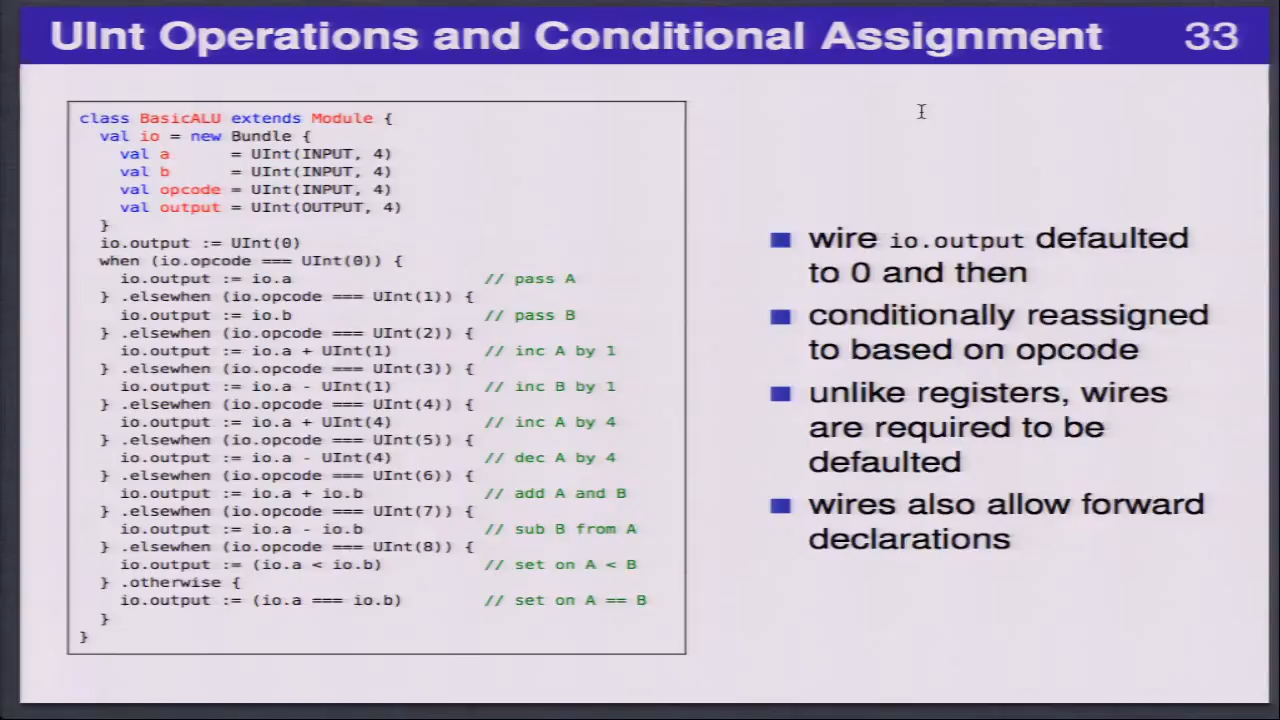 UInt Operations and Conditional Assignment 33
class BasicALU extends Module {
  val io = new Bundle {
    val a      = UInt(INPUT, 4)
    val b      = UInt(INPUT, 4)
    val opcode = UInt(INPUT, 4)
    val output = UInt(OUTPUT, 4)
  }
  io.output := UInt(0)
  when (io.opcode === UInt(0)) {
    io.output := io.a                   // pass A
  } .elsewhen (io.opcode === UInt(1)) {
    io.output := io.b                   // pass B
  } .elsewhen (io.opcode === UInt(2)) {
    io.output := io.a + UInt(1)         // inc A by 1
  } .elsewhen (io.opcode === UInt(3)) {
    io.output := io.a - UInt(1)         // inc B by 1
  } .elsewhen (io.opcode === UInt(4)) {
    io.output := io.a + UInt(4)         // inc A by 4
  } .elsewhen (io.opcode === UInt(5)) {
    io.output := io.a - UInt(4)         // dec A by 4
  } .elsewhen (io.opcode === UInt(6)) {
    io.output := io.a + io.b            // add A and B
  } .elsewhen (io.opcode === UInt(7)) {
    io.output := io.a - io.b            // sub B from A
  } .elsewhen (io.opcode === UInt(8)) {
    io.output := (io.a < io.b)          // set on A < B
  } .otherwise {
    io.output := (io.a === io.b)        // set on A == B
  }
}
wire io.output defaulted
to 0 and then
conditionally reassigned
to based on opcode
unlike registers, wires
are required to be
defaulted
wires also allow forward
declarations